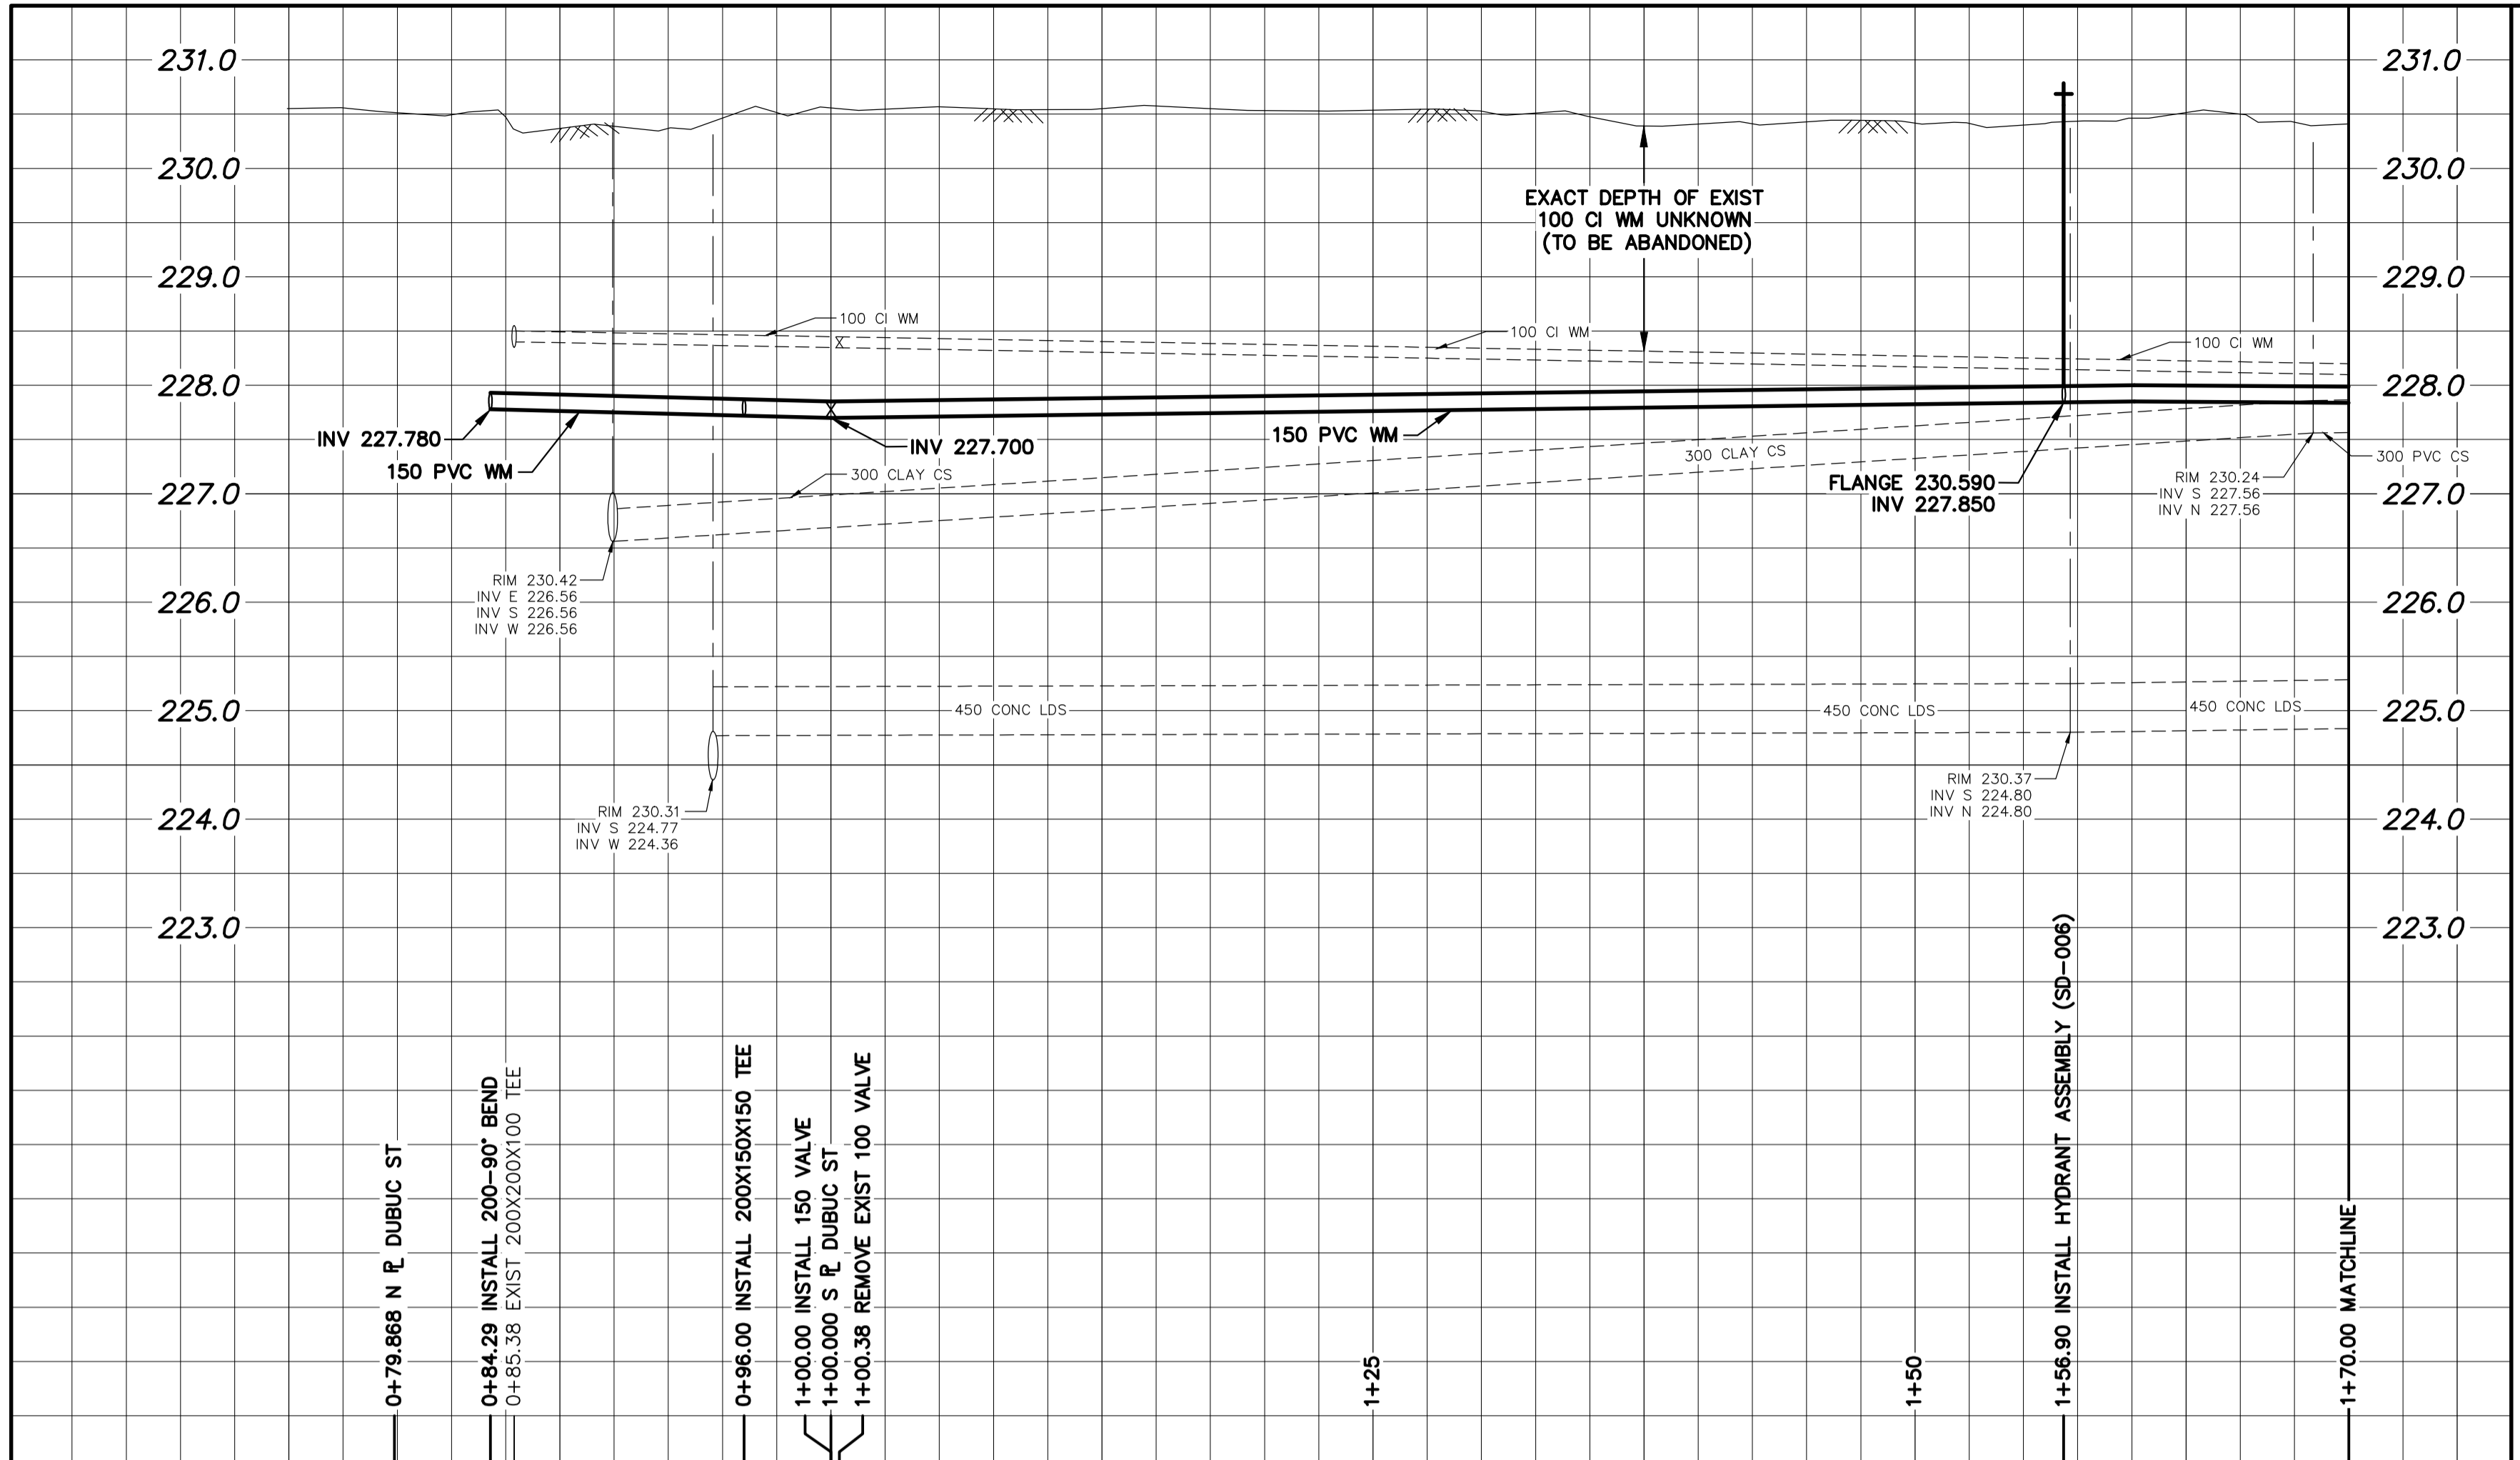 231.0
231.0
230.0
230.0
229.0
229.0
228.0
228.0
227.0
227.0
226.0
226.0
225.0
225.0
224.0
224.0
223.0
223.0
EXACT DEPTH OF EXIST
100 CI WM UNKNOWN
(TO BE ABANDONED)
100 CI WM
100 CI WM
100 CI WM
INV 227.780
150 PVC WM
INV 227.700
150 PVC WM
300 CLAY CS
300 CLAY CS
300 PVC CS
FLANGE 230.590
INV 227.850
RIM 230.24
INV S 227.56
INV N 227.56
RIM 230.42
INV E 226.56
INV S 226.56
INV W 226.56
450 CONC LDS
450 CONC LDS
450 CONC LDS
RIM 230.31
INV S 224.77
INV W 224.36
RIM 230.37
INV S 224.80
INV N 224.80
0+79.868 N PL DUBUC ST
0+84.29 INSTALL 200-90° BEND
0+85.38 EXIST 200X200X100 TEE
0+96.00 INSTALL 200X150X150 TEE
1+00.00 INSTALL 150 VALVE
1+00.000 S PL DUBUC ST
1+00.38 REMOVE EXIST 100 VALVE
1+25
1+50
1+56.90 INSTALL HYDRANT ASSEMBLY (SD-006)
1+70.00 MATCHLINE